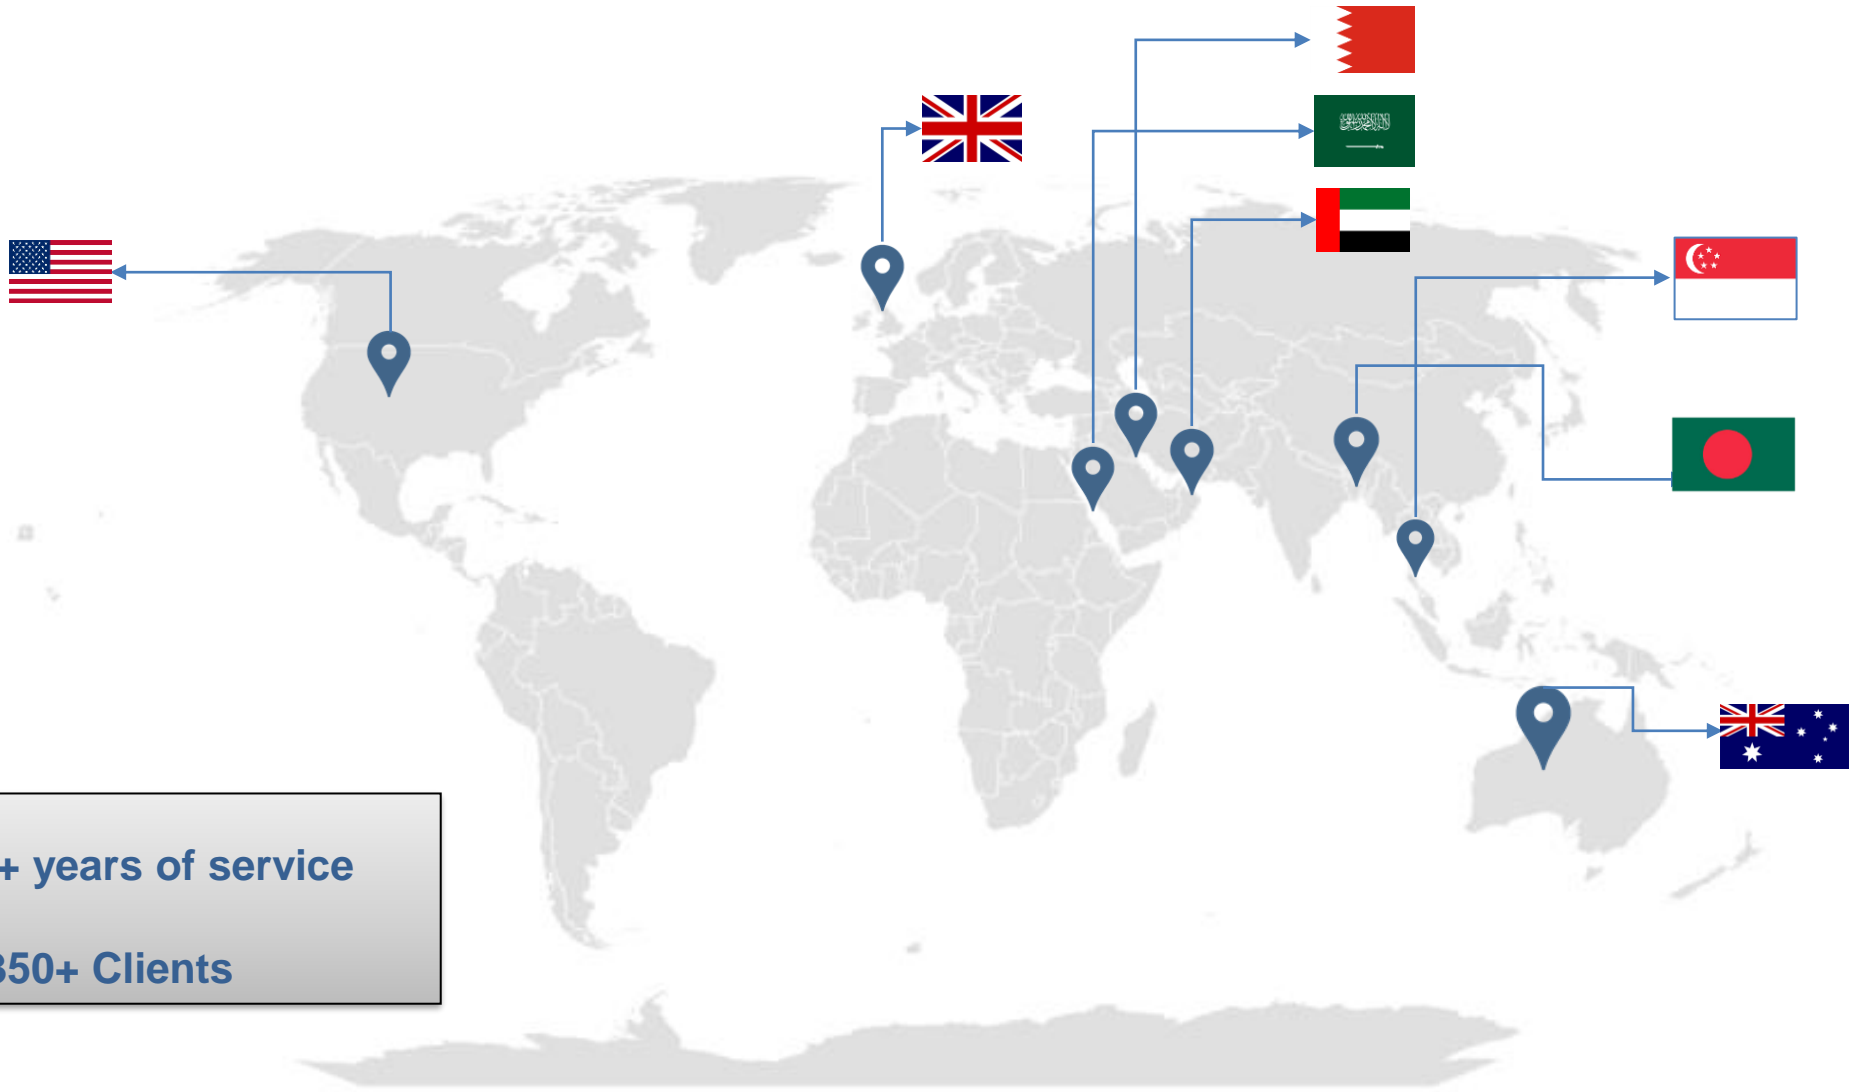 + years of service
50+ Clients